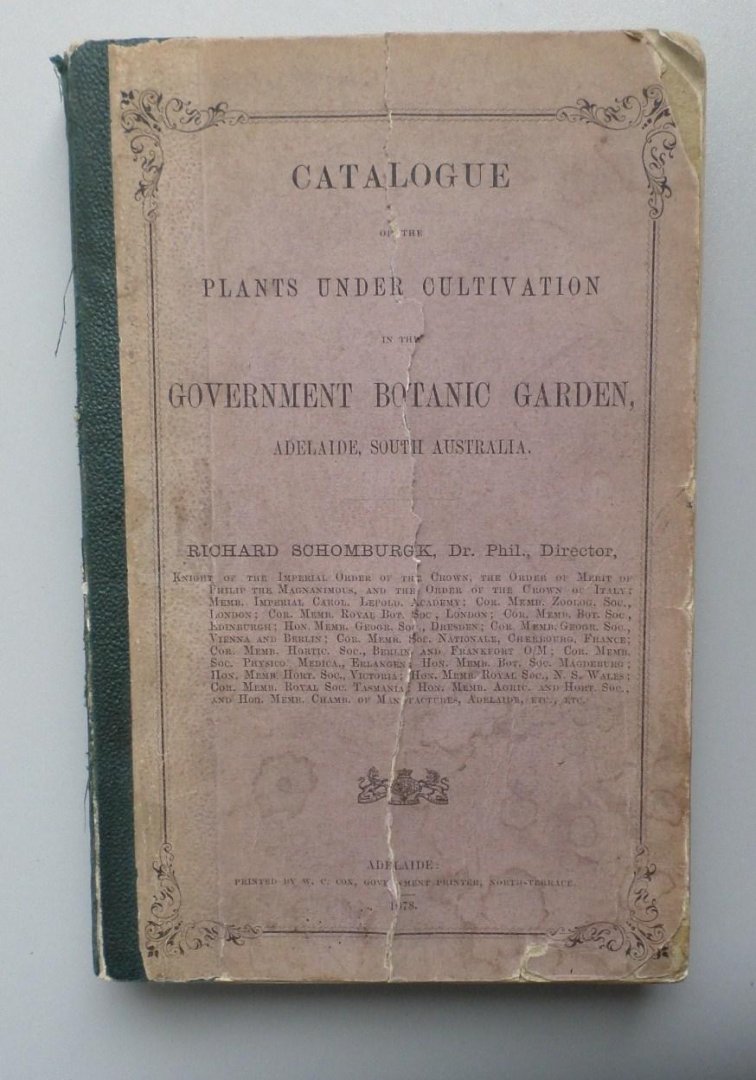 CATALOGUE
OF THE
PLANTS UNDER CULTIVATION
IN THE
GOVERNMENT BOTANIC GARDEN,
ADELAIDE, SOUTH AUSTRALIA.
RICHARD SCHOMBURGK, Dr. Phil., Director,
KNIGHT OF THE IMPERIAL ORDER OF THE CROWN, THE ORDER OF MERIT OF
PHILIP THE MAGNANIMOUS, AND THE ORDER OF THE CROWN OF ITALY;
MEMB. IMPERIAL CAROL. LEPOLD. ACADEMY; COR. MEMB. ZOOLOG. SOC.,
LONDON; COR. MEMB. ROYAL BOT. SOC., LONDON; COR. MEMB. BOT. SOC.,
EDINBURGH; HON. MEMB. GEOGR. SOC., DRESDEN; COR. MEMB. GEOGR. SOC.,
VIENNA AND BERLIN; COR. MEMB. SOC. NATIONALE, CHERBOURG, FRANCE;
COR. MEMB. HORTIC. SOC., BERLIN AND FRANKFORT O/M; COR. MEMB.
SOC. PHYSICO MEDICA., ERLANGEN; HON. MEMB. BOT. SOC. MAGDEBURG;
HON. MEMB. HORT. SOC., VICTORIA; HON. MEMB. ROYAL SOC., N. S. WALES;
COR. MEMB. ROYAL SOC. TASMANIA; HON. MEMB. AGRIC. AND HORT. SOC.,
AND HON. MEMB. CHAMB. OF MANUFACTURES, ADELAIDE, ETC., ETC.
ADELAIDE:
PRINTED BY W. C. COX, GOVERNMENT PRINTER, NORTH-TERRACE.
1878.